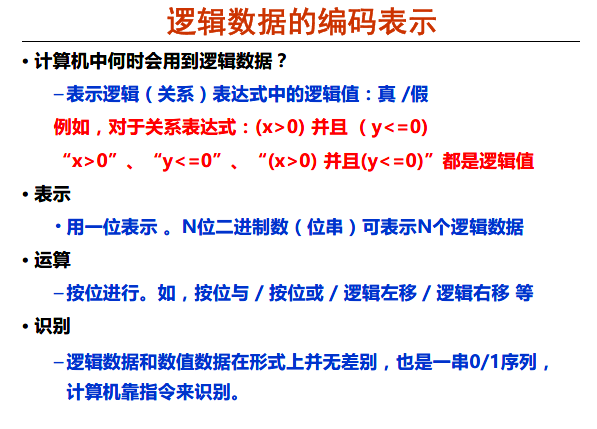 逻辑数据的编码表示
• 计算机中何时会用到逻辑数据？
–表示逻辑（关系）表达式中的逻辑值：真 /假
例如，对于关系表达式：(x>0) 并且 （ y<=0)
“x>0”、“y<=0”、“(x>0) 并且(y<=0)”都是逻辑值
• 表示
• 用一位表示 。N位二进制数（位串）可表示N个逻辑数据
• 运算
–按位进行。如，按位与 / 按位或 / 逻辑左移 / 逻辑右移 等
• 识别
–逻辑数据和数值数据在形式上并无差别，也是一串0/1序列，
计算机靠指令来识别。